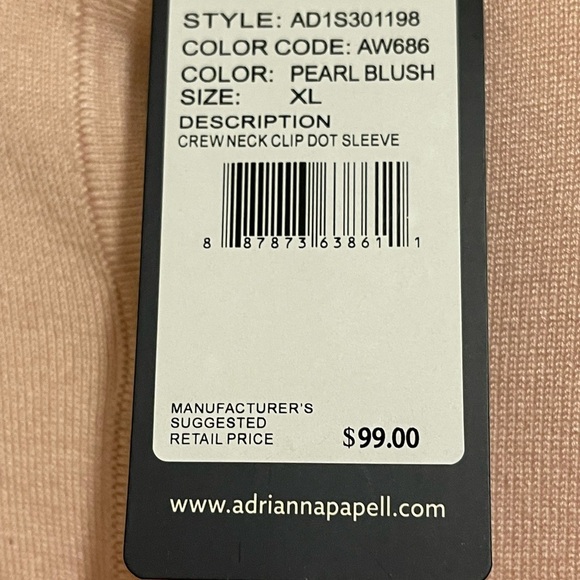 STYLE: AD1S301198
COLOR CODE: AW686
COLOR: PEARL BLUSH
SIZE: XL
DESCRIPTION
CREW NECK CLIP DOT SLEEVE
8 87873 63861 1
MANUFACTURER'S
SUGGESTED
RETAIL PRICE $99.00
www.adriannapapell.com